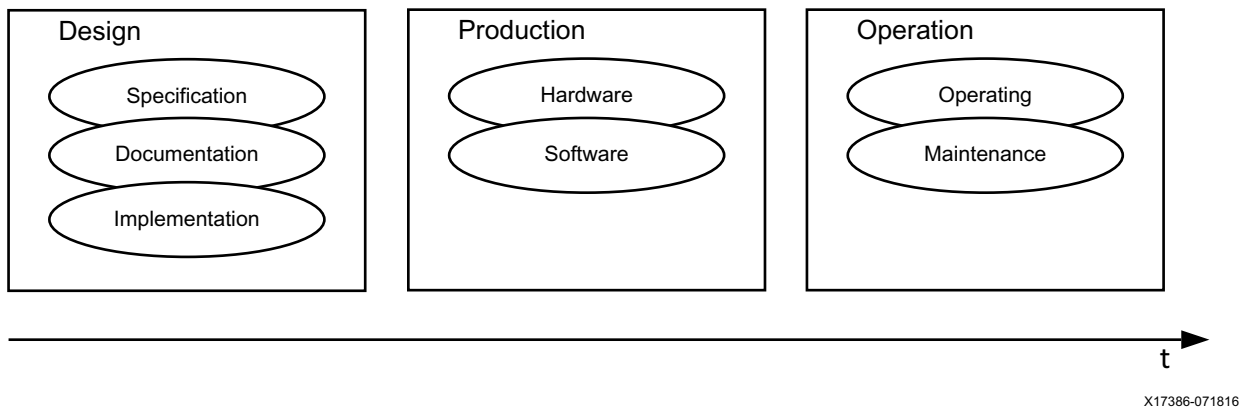 Design
Specification
Documentation
Implementation
Production
Hardware
Software
Operation
Operating
Maintenance
t
X17386-071816